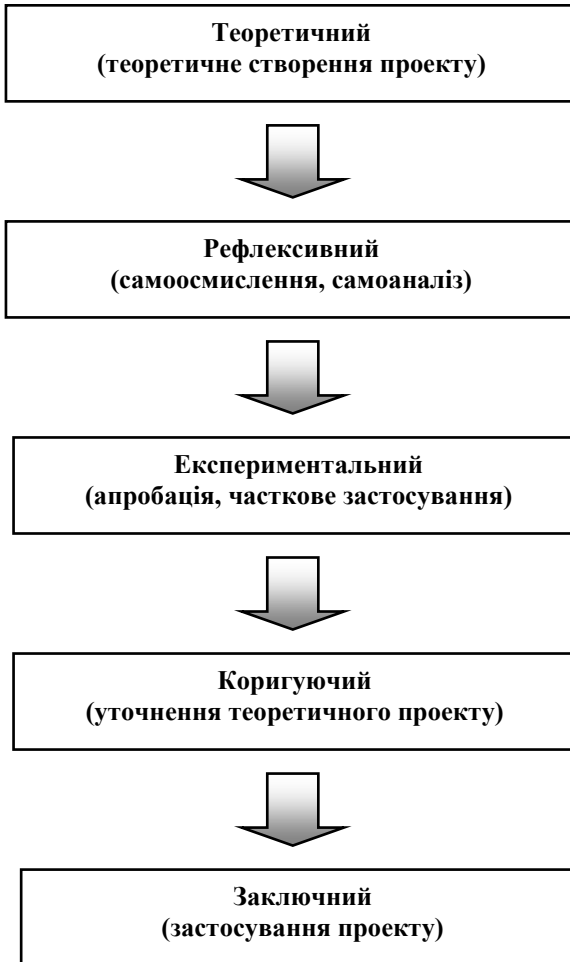 Теоретичний
(теоретичне створення проекту)
Рефлексивний
(самоосмислення, самоаналіз)
Експериментальний
(апробація, часткове застосування)
Коригуючий
(уточнення теоретичного проекту)
Заключний
(застосування проекту)